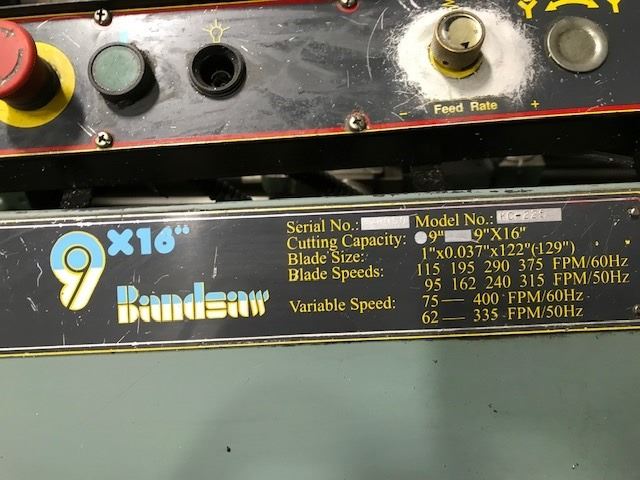 - Feed Rate +
9 X16"
Bandsaw
Serial No.: Model No.:
Cutting Capacity: 9" 9"X16"
Blade Size: 1"x0.037"x122"(129")
Blade Speeds: 115 195 290 375 FPM/60Hz
95 162 240 315 FPM/50Hz
Variable Speed: 75— 400 FPM/60Hz
62 — 335 FPM/50Hz